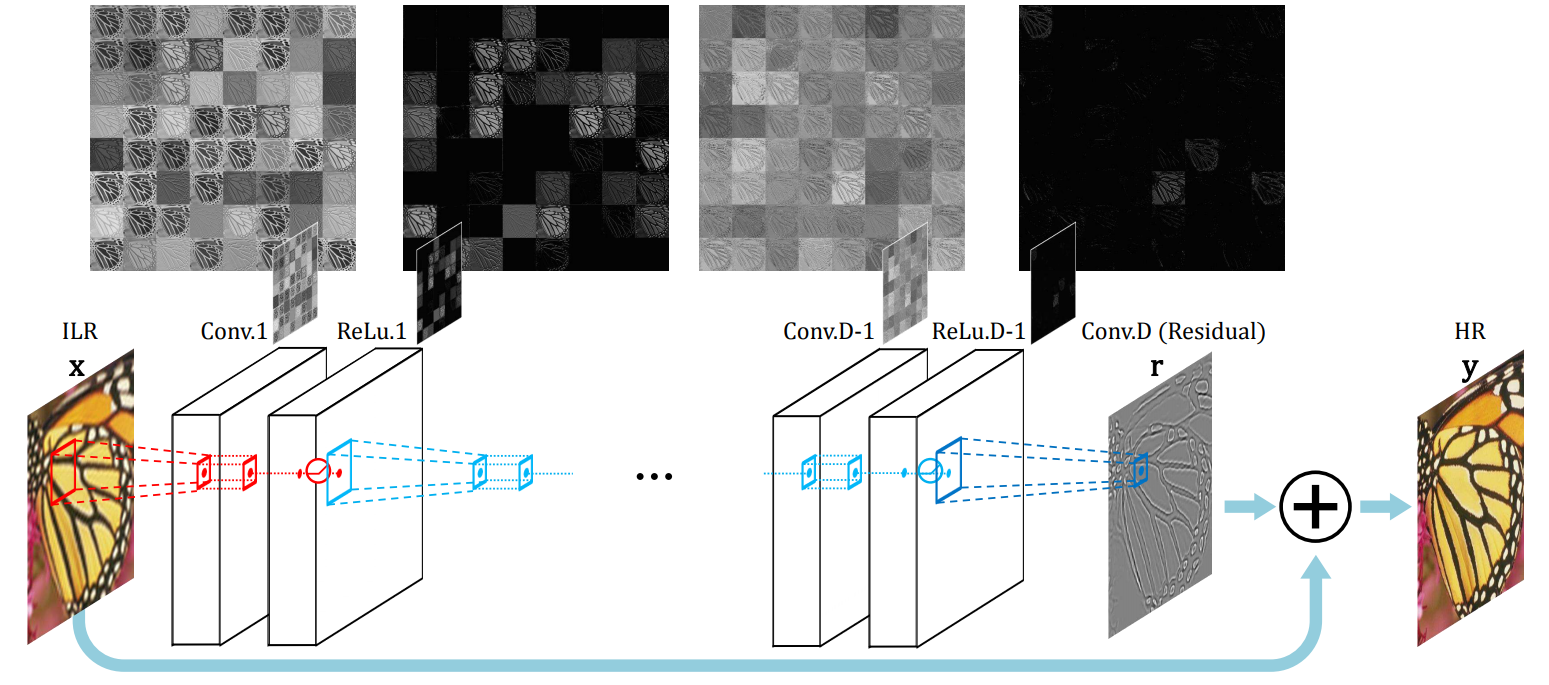 ILR
x
Conv.1
ReLu.1
...
Conv.D-1
ReLu.D-1
Conv.D (Residual)
r
HR
y